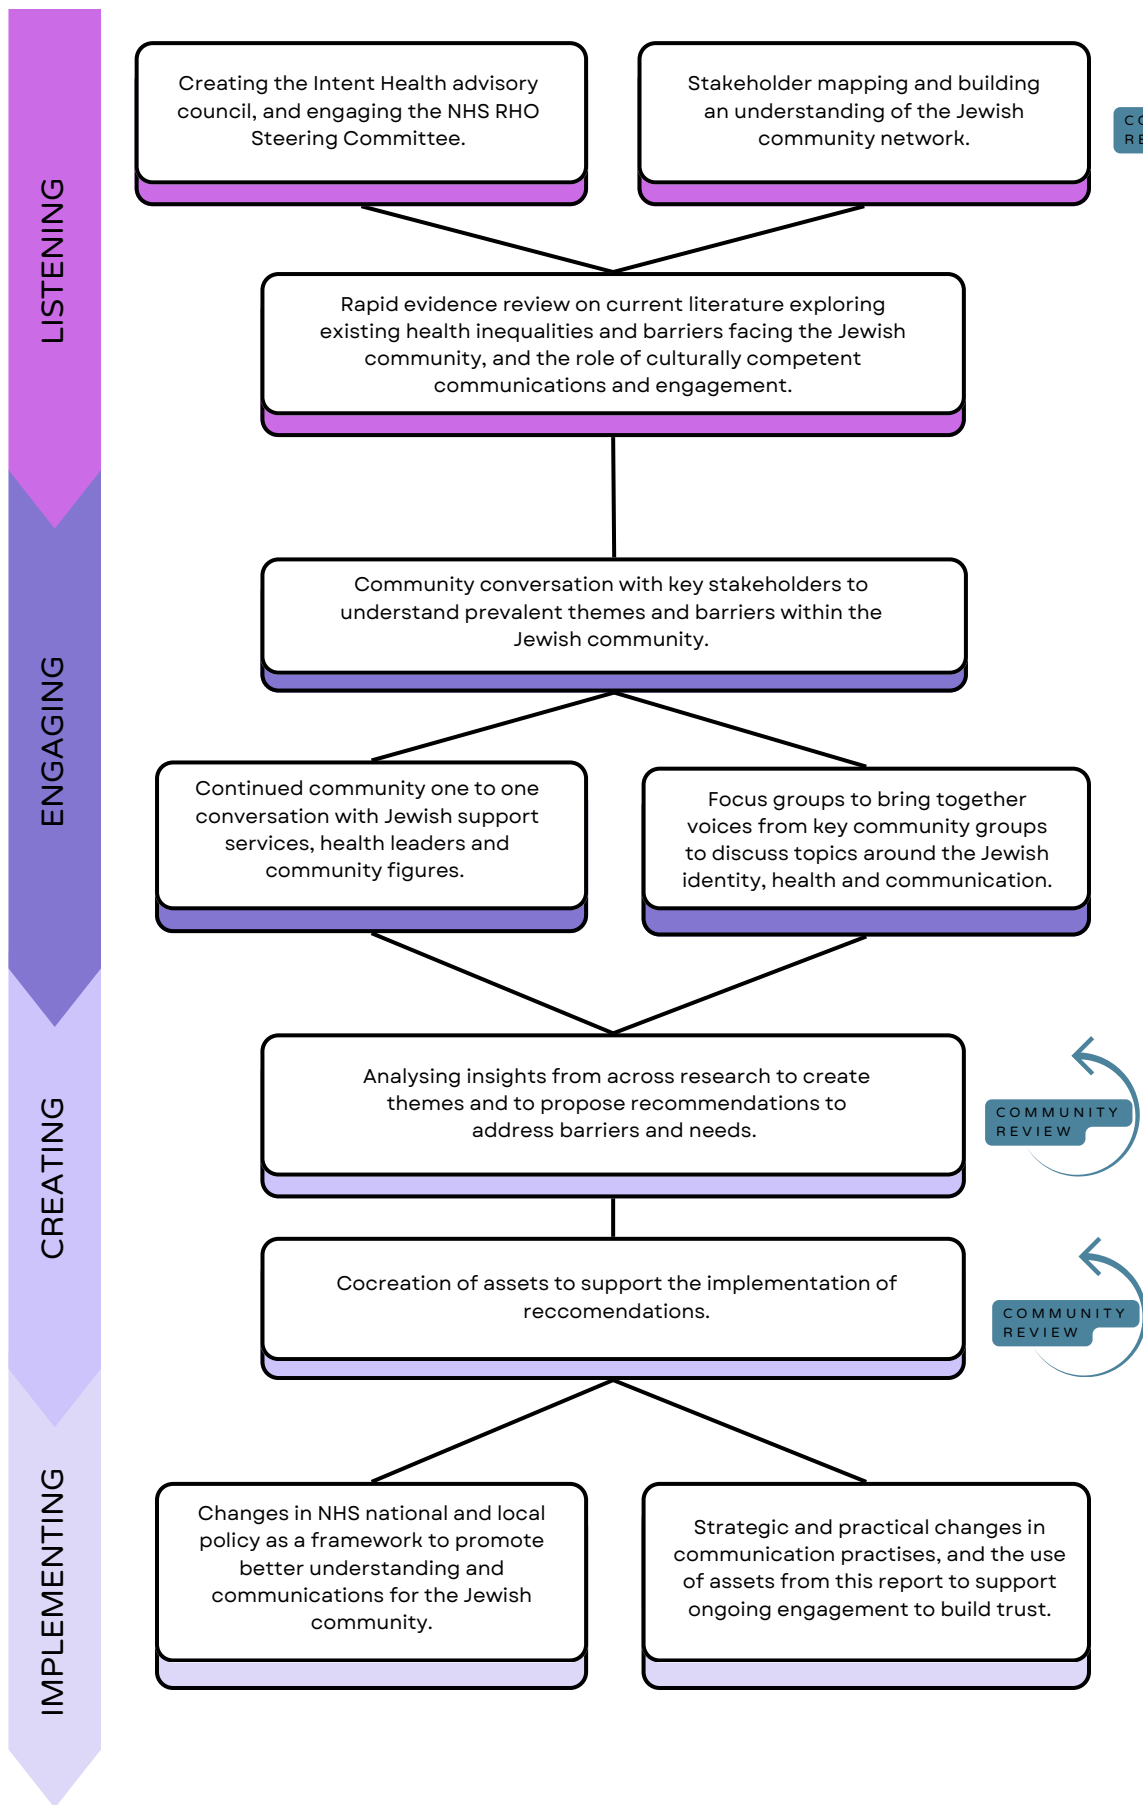 LISTENING
Creating the Intent Health advisory
council, and engaging the NHS RHO
Steering Committee.
Stakeholder mapping and building
an understanding of the Jewish
community network.
Rapid evidence review on current literature exploring
existing health inequalities and barriers facing the Jewish
community, and the role of culturally competent
communications and engagement.
ENGAGING
Community conversation with key stakeholders to
understand prevalent themes and barriers within the
Jewish community.
Continued community one to one
conversation with Jewish support
services, health leaders and
community figures.
Focus groups to bring together
voices from key community groups
to discuss topics around the Jewish
identity, health and communication.
CREATING
Analysing insights from across research to create
themes and to propose recommendations to
address barriers and needs.
COMMUNITY
REVIEW
Cocreation of assets to support the implementation of
reccomendations.
COMMUNITY
REVIEW
IMPLEMENTING
Changes in NHS national and local
policy as a framework to promote
better understanding and
communications for the Jewish
community.
Strategic and practical changes in
communication practises, and the use
of assets from this report to support
ongoing engagement to build trust.